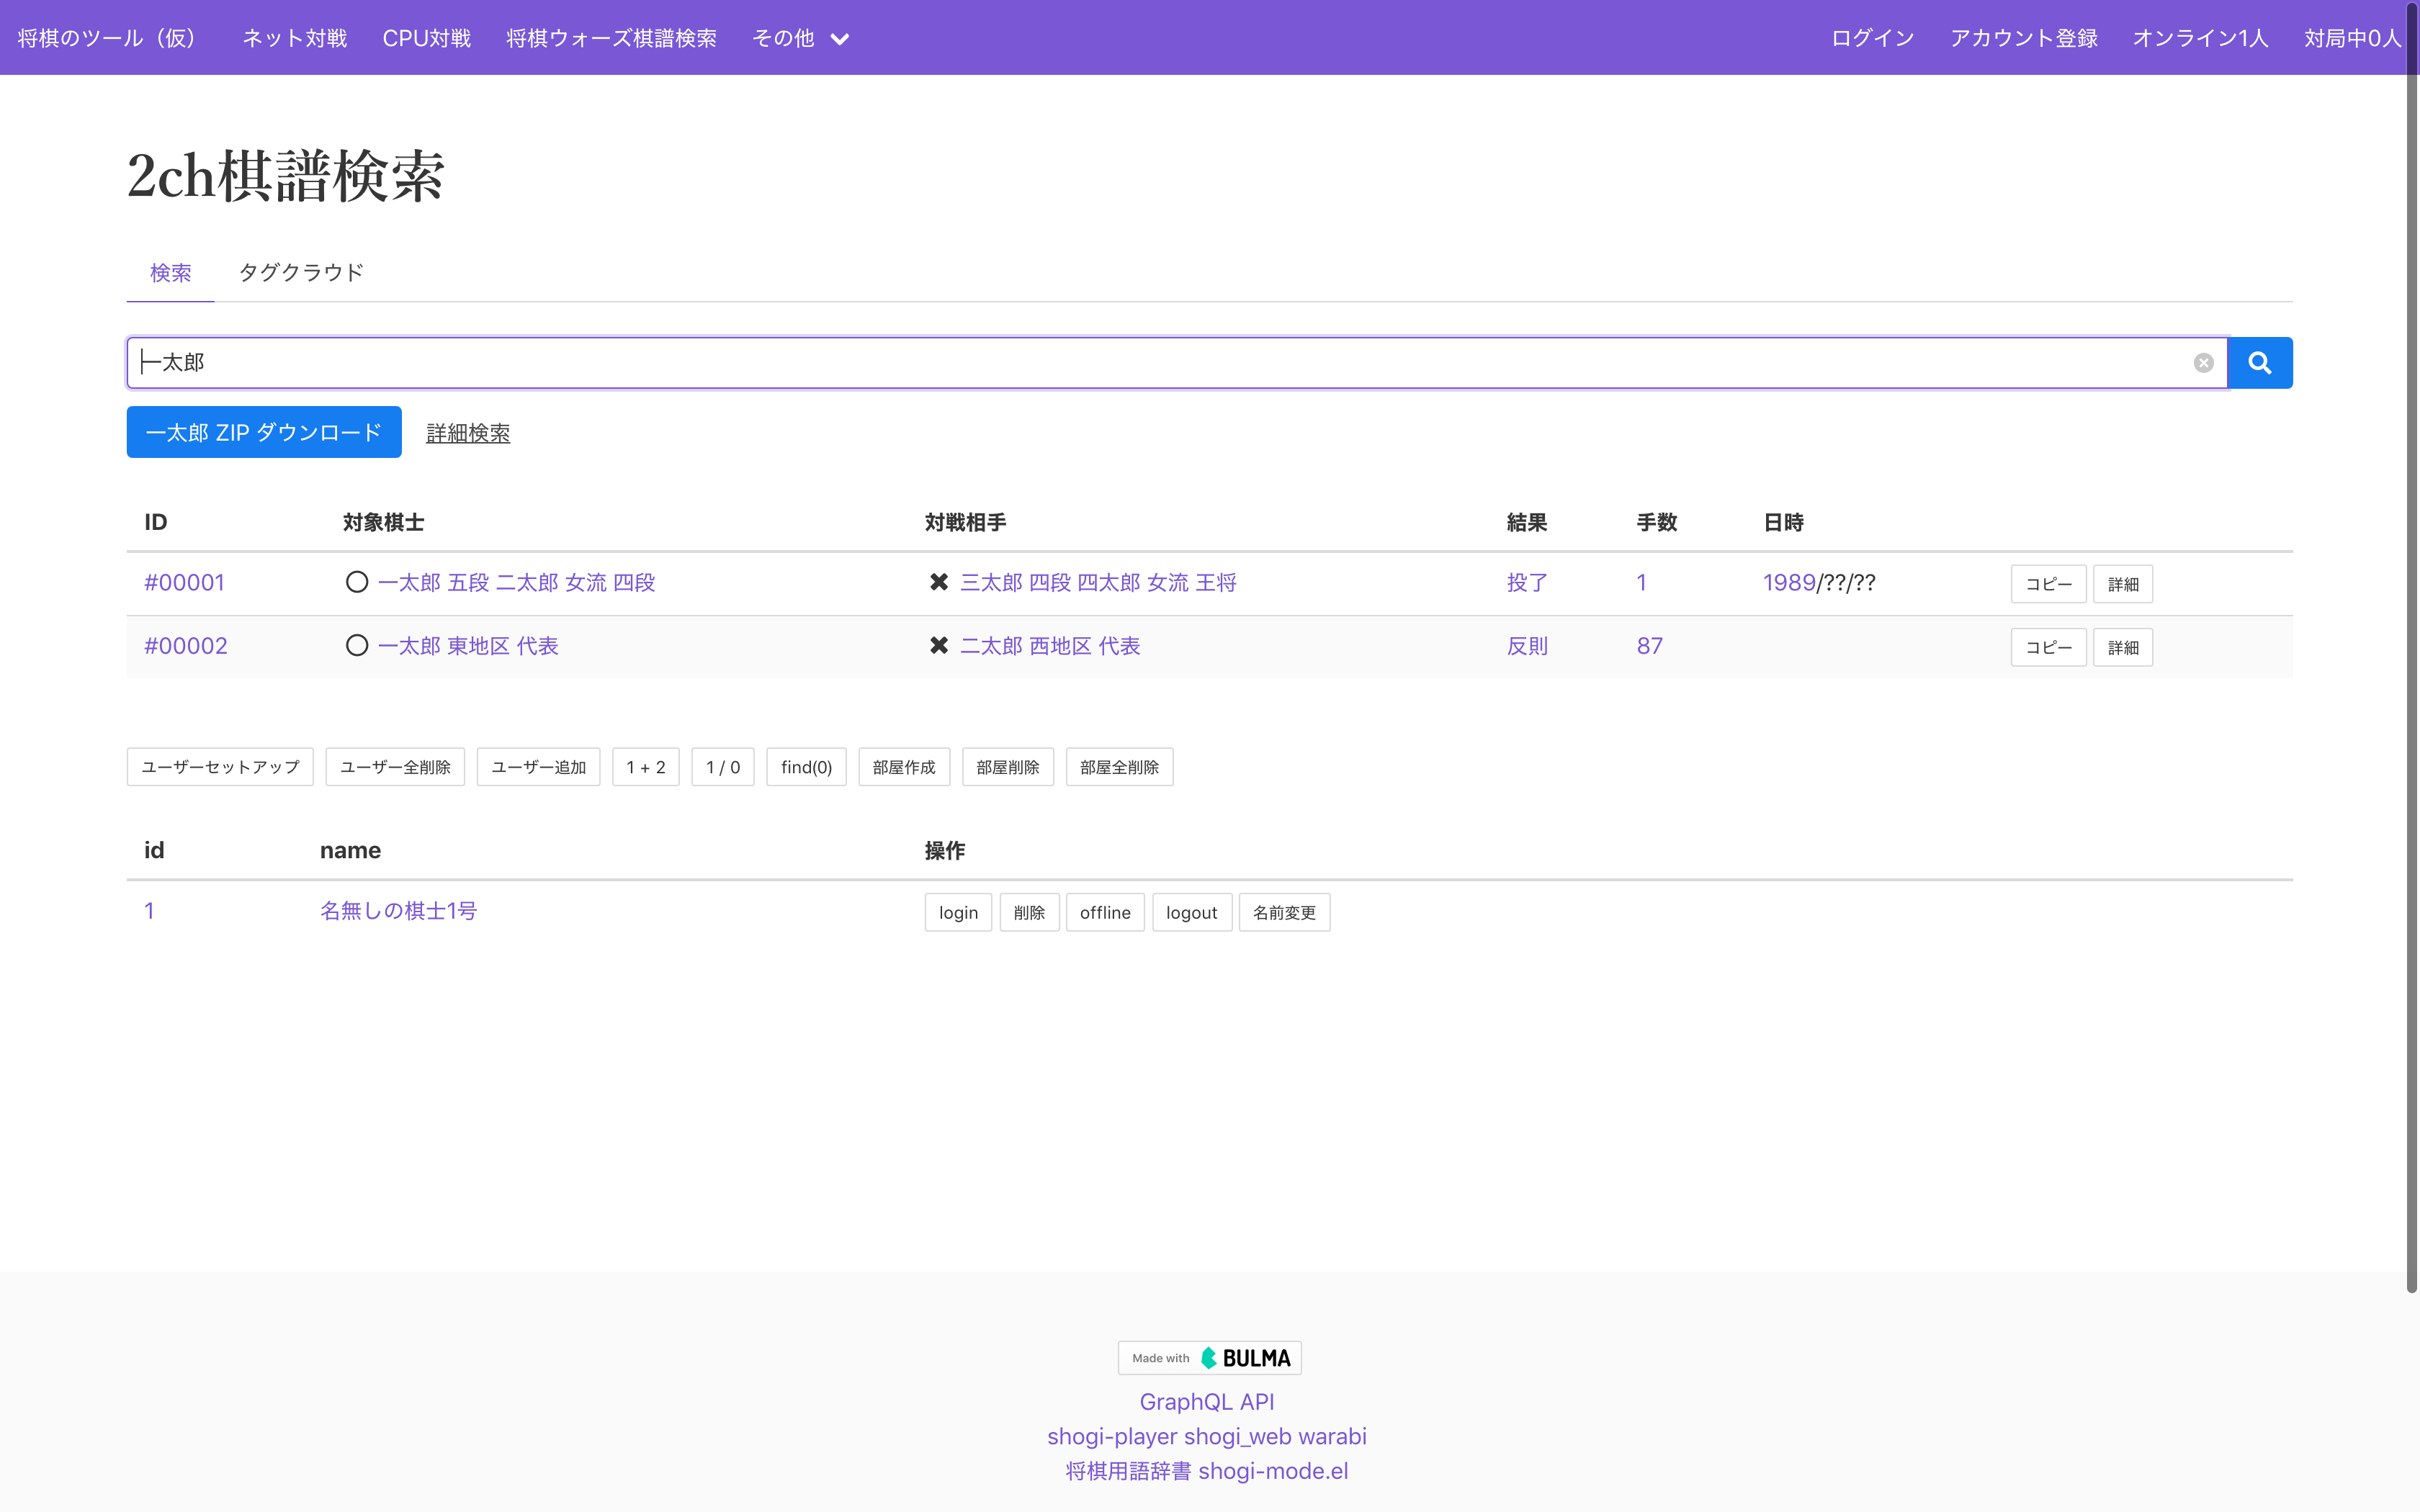 将棋のツール（仮） ネット対戦 CPU対戦 将棋ウォーズ棋譜検索 その他 ログイン アカウント登録 オンライン1人 対局中0人
2ch棋譜検索
検索 タグクラウド
一太郎
一太郎 ZIP ダウンロード 詳細検索
ID 対象棋士 対戦相手 結果 手数 日時
#00001 一太郎 五段 二太郎 女流 四段 三太郎 四段 四太郎 女流 王将 投了 1 1989/??/?? コピー 詳細
#00002 一太郎 東地区 代表 二太郎 西地区 代表 反則 87 コピー 詳細
ユーザーセットアップ ユーザー全削除 ユーザー追加 1 + 2 1 / 0 find(0) 部屋作成 部屋削除 部屋全削除
id name 操作
1 名無しの棋士1号 login 削除 offline logout 名前変更
Made with BULMA
GraphQL API
shogi-player shogi_web warabi
将棋用語辞書 shogi-mode.el